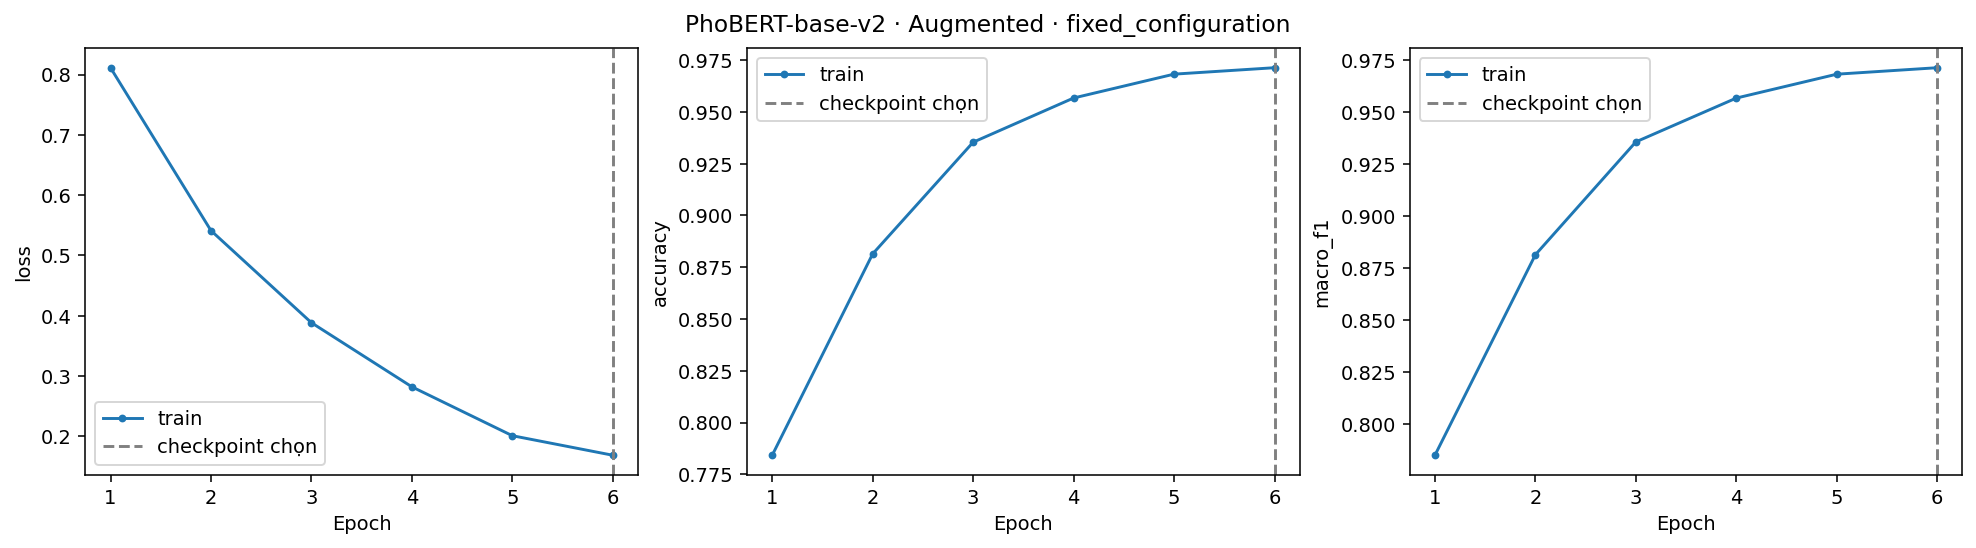 PhoBERT-base-v2 · Augmented · fixed_configuration
loss
0.8
0.7
0.6
0.5
0.4
0.3
0.2
train
checkpoint chọn
1 2 3 4 5 6
Epoch
accuracy
0.975
0.950
0.925
0.900
0.875
0.850
0.825
0.800
0.775
train
checkpoint chọn
1 2 3 4 5 6
Epoch
macro_f1
0.975
0.950
0.925
0.900
0.875
0.850
0.825
0.800
train
checkpoint chọn
1 2 3 4 5 6
Epoch